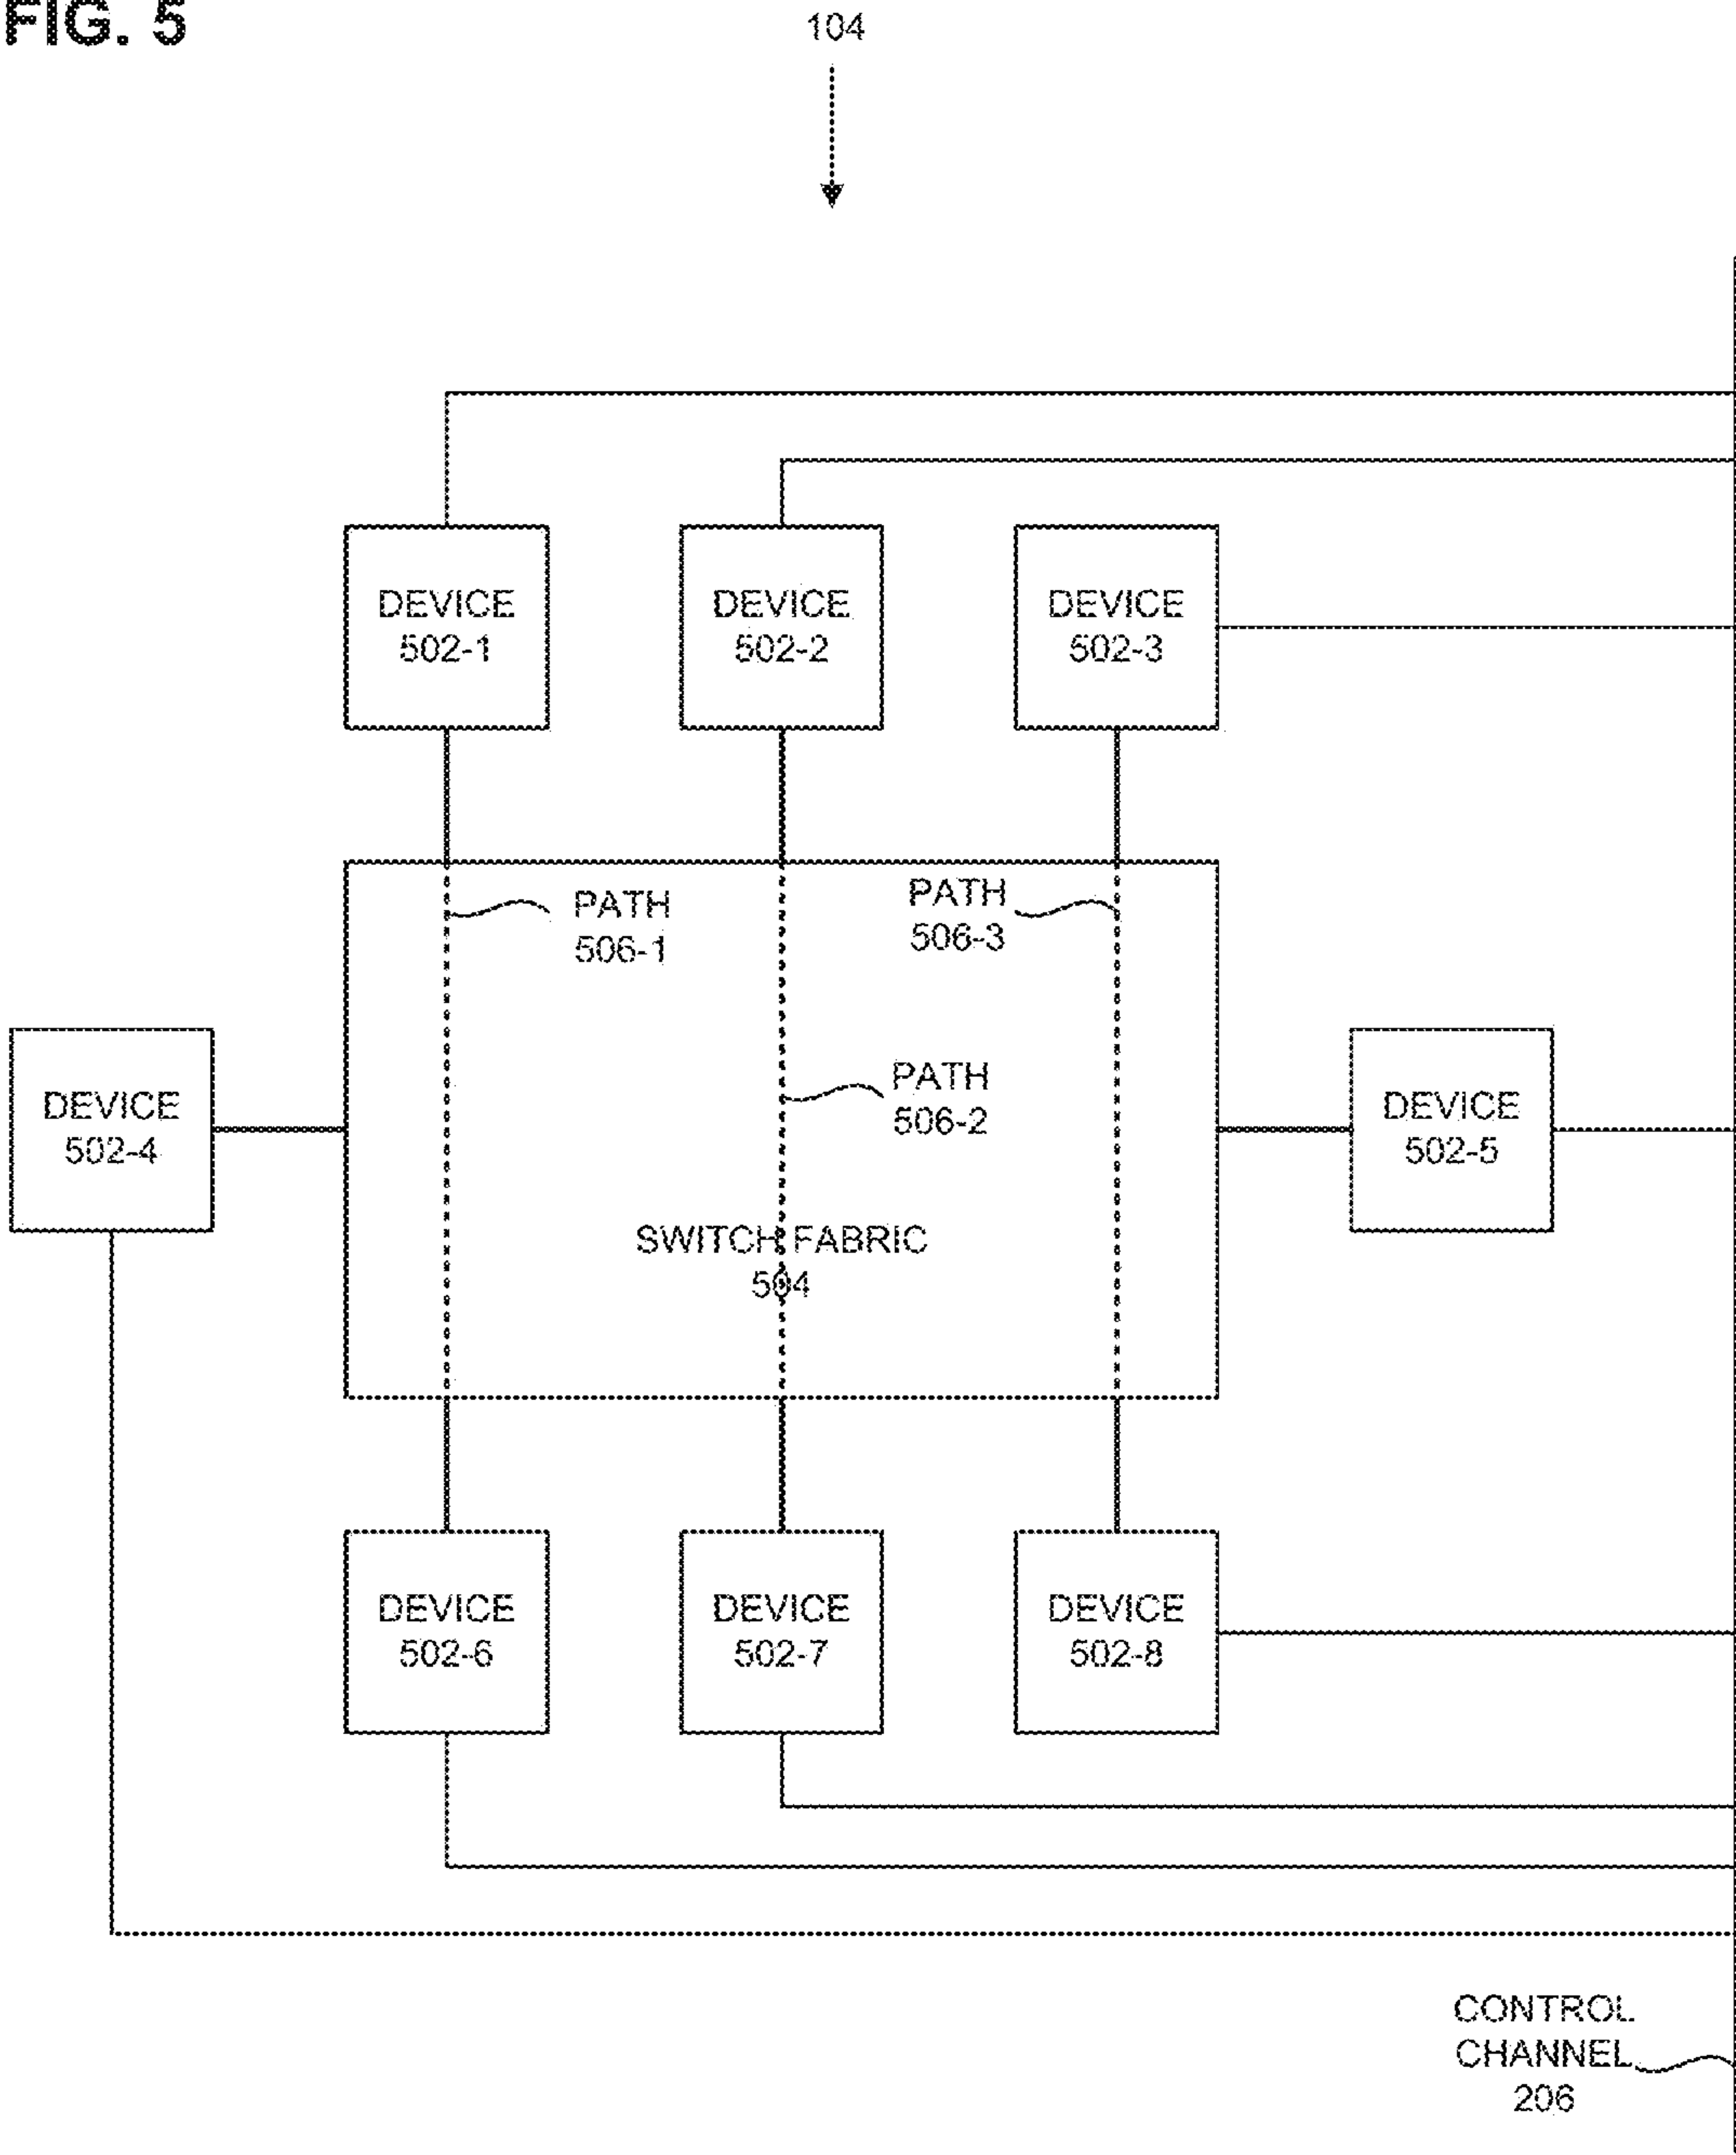 FIG. 5
104
DEVICE
502-1
DEVICE
502-2
DEVICE
502-3
PATH
506-1
PATH
506-3
DEVICE
502-4
PATH
506-2
DEVICE
502-5
SWITCH FABRIC
504
DEVICE
502-6
DEVICE
502-7
DEVICE
502-8
CONTROL
CHANNEL
206